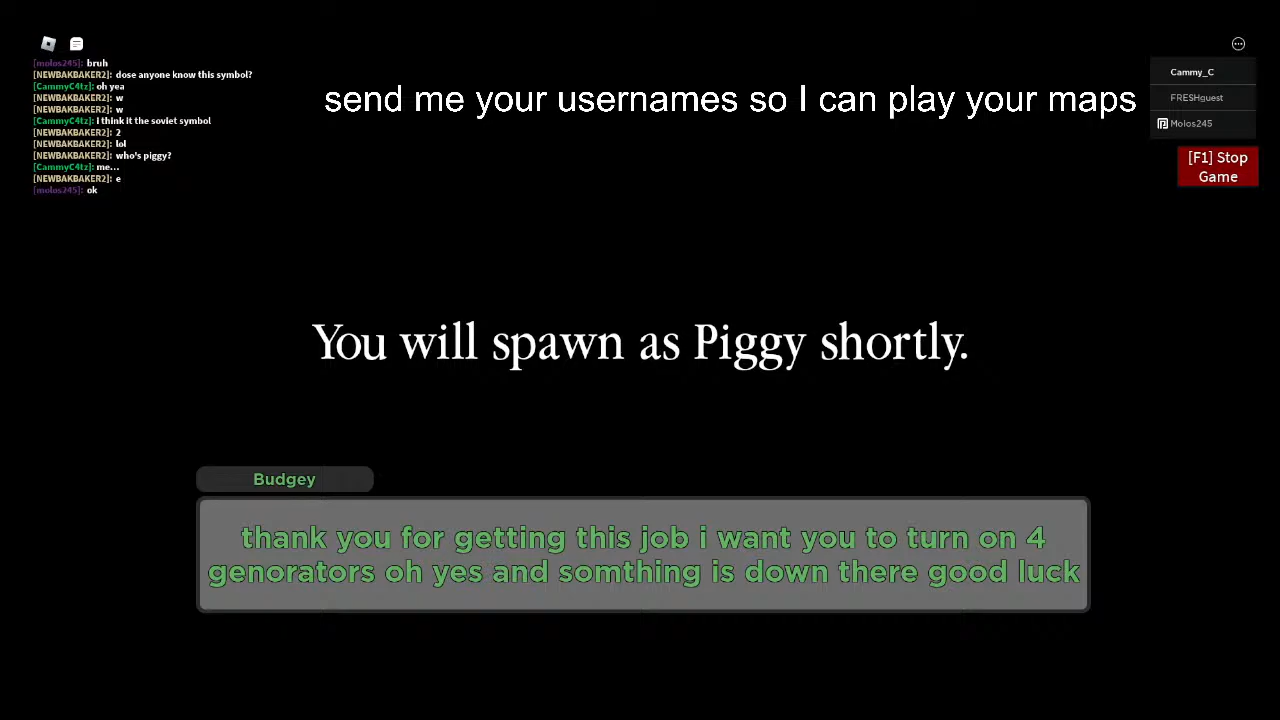 [molos245]: bruh
[NEWBAKBAKER2]: dose anyone know this symbol?
[CammyC4tz]: oh yea
[NEWBAKBAKER2]: w
[NEWBAKBAKER2]: w
[CammyC4tz]: i think it the soviet symbol
[NEWBAKBAKER2]: 2
[NEWBAKBAKER2]: lol
[NEWBAKBAKER2]: who's piggy?
[CammyC4tz]: me...
[NEWBAKBAKER2]: e
[molos245]: ok
send me your usernames so I can play your maps
Cammy_C
FRESHguest
Molos245
[F1] Stop
Game
You will spawn as Piggy shortly.
Budgey
thank you for getting this job i want you to turn on 4
genorators oh yes and somthing is down there good luck